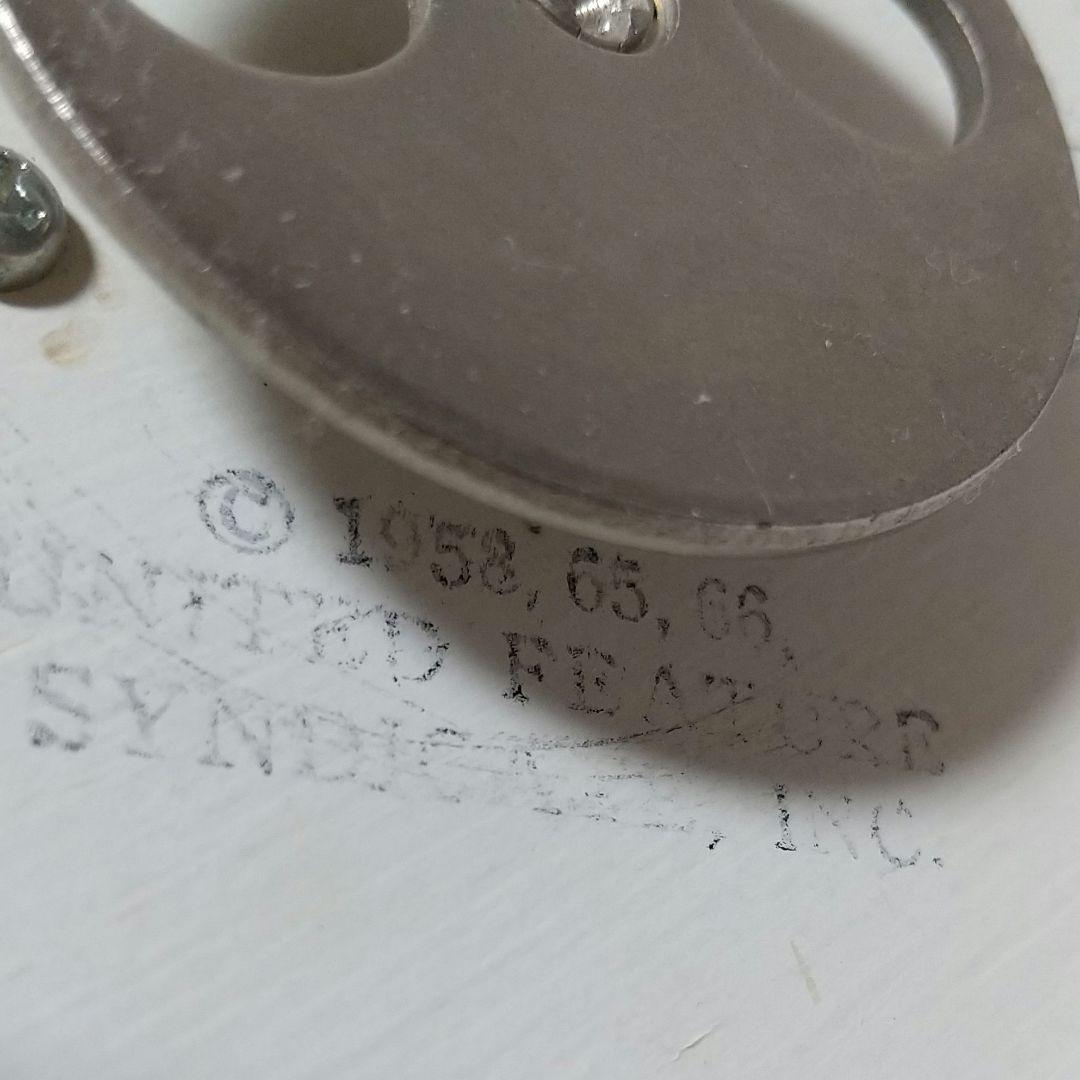 © 1958, 65, 66,
UNITED FEATURE
SYNDICATE, INC.